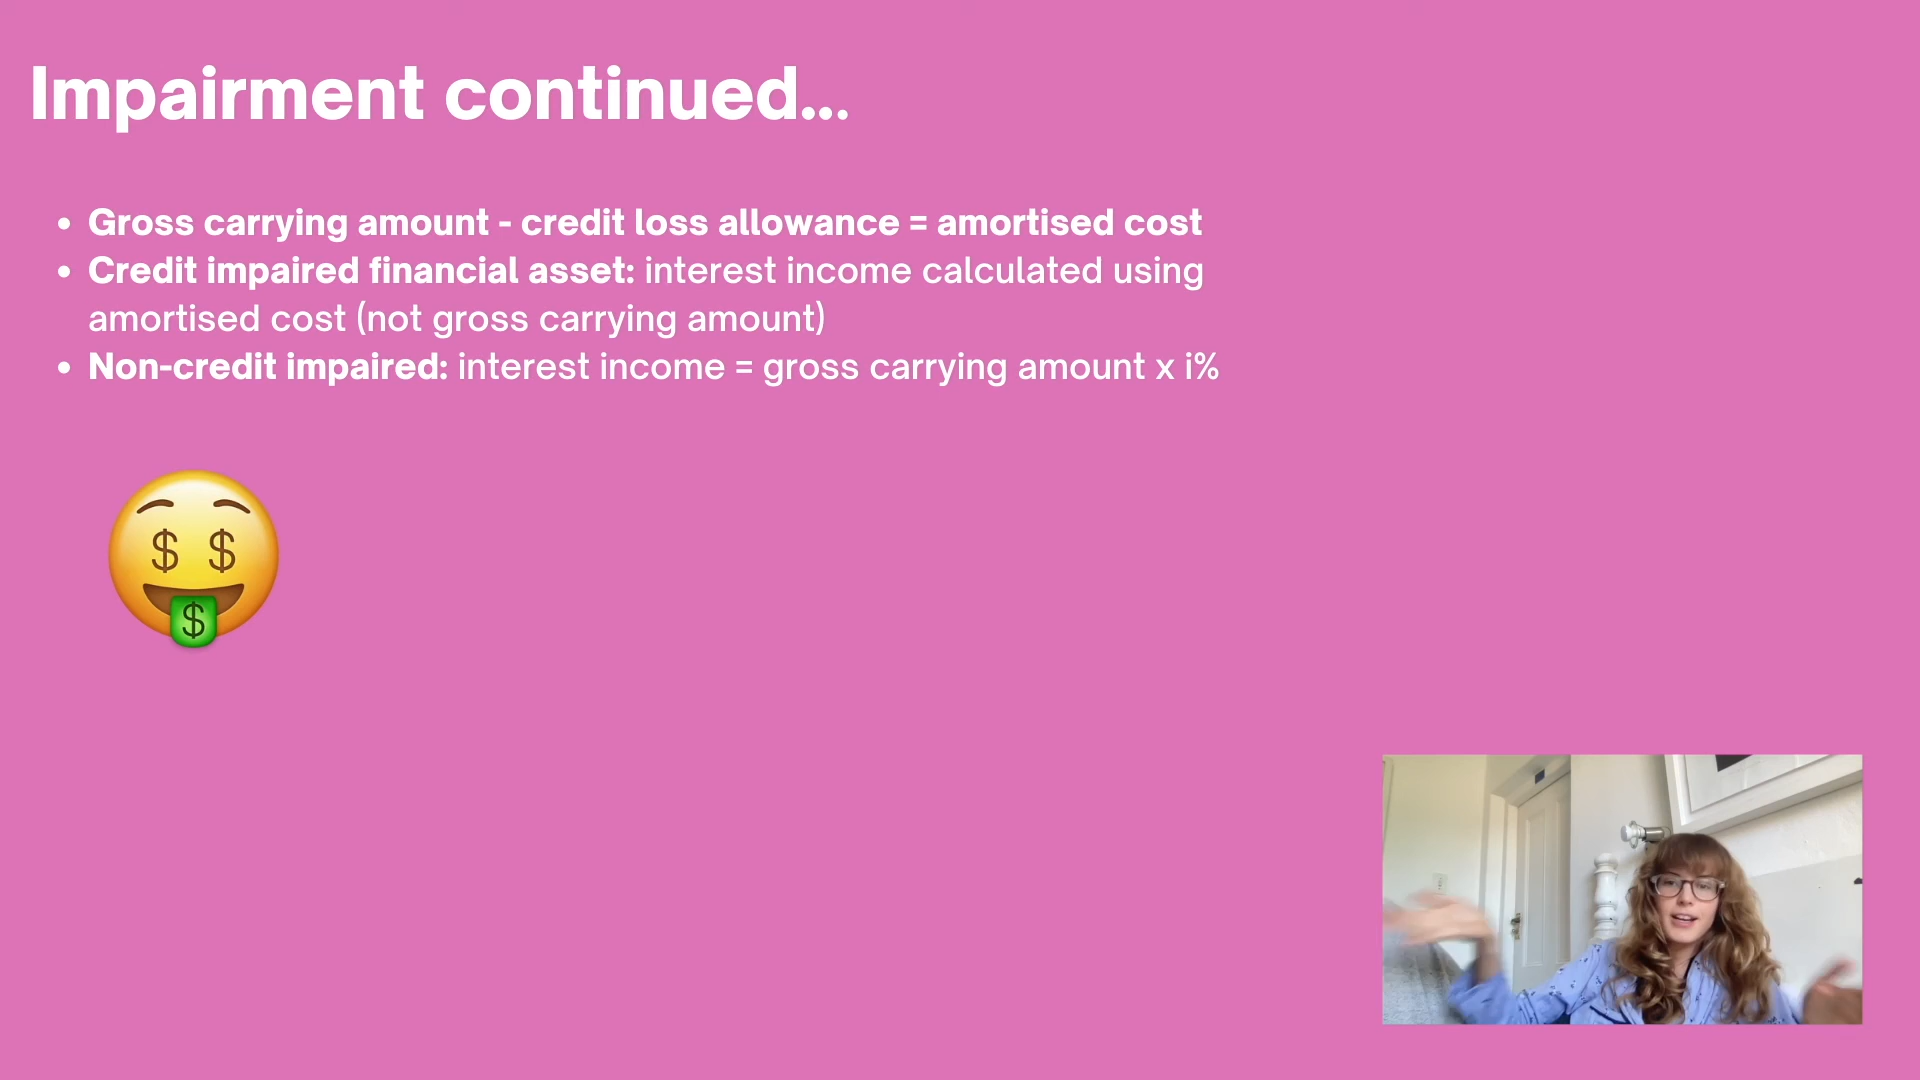 Impairment continued...
• Gross carrying amount - credit loss allowance = amortised cost
• Credit impaired financial asset: interest income calculated using
amortised cost (not gross carrying amount)
• Non-credit impaired: interest income = gross carrying amount x i%
$ $
$